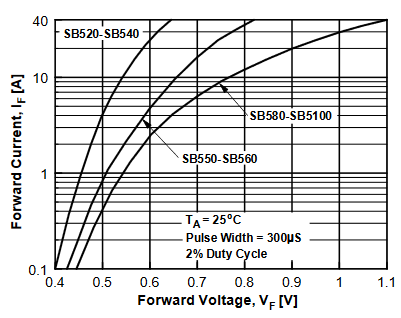 40
SB520-SB540
10
SB580-SB5100
SB550-SB560
1
TA = 25°C
Pulse Width = 300µS
2% Duty Cycle
0.1
0.4 0.5 0.6 0.7 0.8 0.9 1 1.1
Forward Voltage, VF [V]
Forward Current, IF [A]